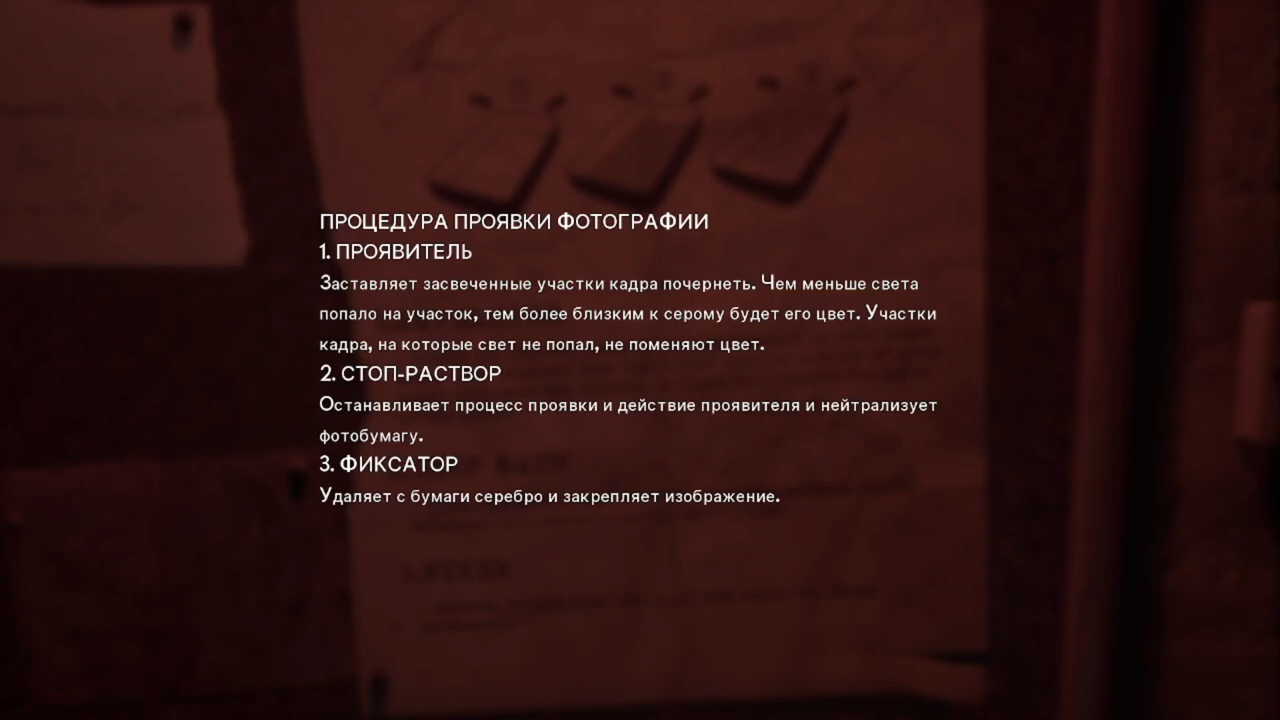 ПРОЦЕДУРА ПРОЯВКИ ФОТОГРАФИИ
1. ПРОЯВИТЕЛЬ
Заставляет засвеченные участки кадра почернеть. Чем меньше света
попало на участок, тем более близким к серому будет его цвет. Участки
кадра, на которые свет не попал, не поменяют цвет.
2. СТОП-РАСТВОР
Останавливает процесс проявки и действие проявителя и нейтрализует
фотобумагу.
3. ФИКСАТОР
Удаляет с бумаги серебро и закрепляет изображение.